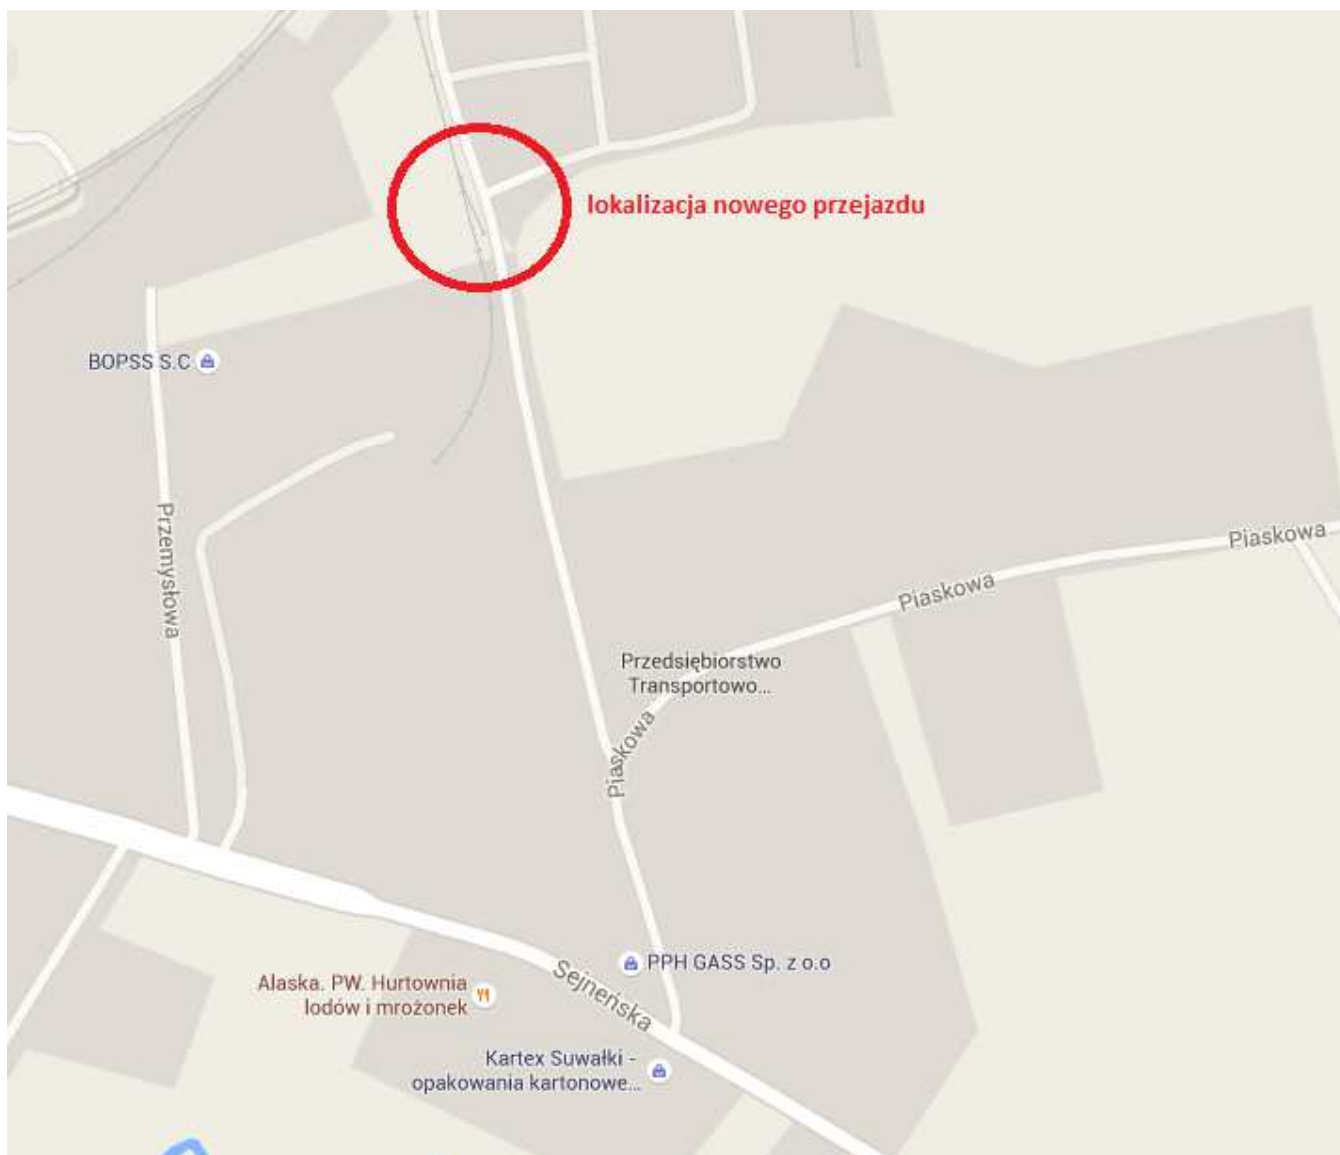 lokalizacja nowego przejazdu
BOPSS S.C
Przemysłowa
Piaskowa
Piaskowa
Przedsiębiorstwo
Transportowo...
Piaskowa
PPH GASS Sp. z o.o
Sejneńska
Alaska. PW. Hurtownia
lodów i mrożonek
Kartex Suwałki -
opakowania kartonowe...